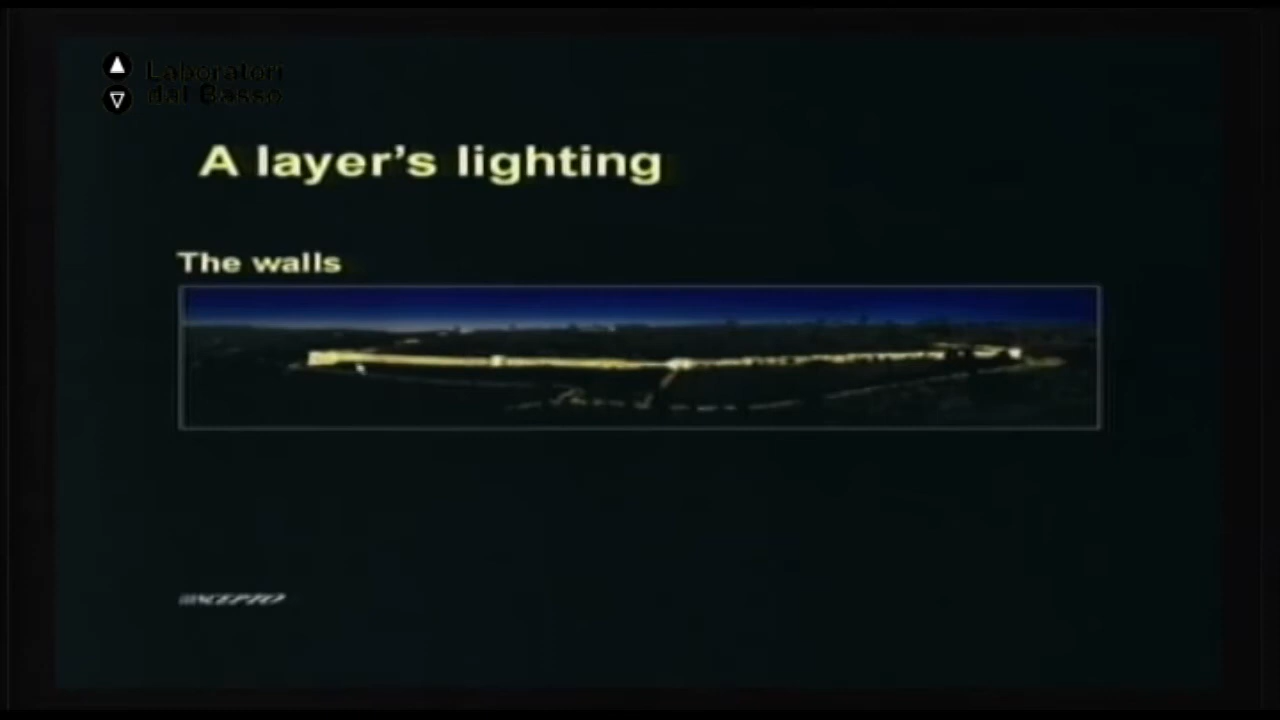 Laboratori
dal Basso
A layer's lighting
The walls